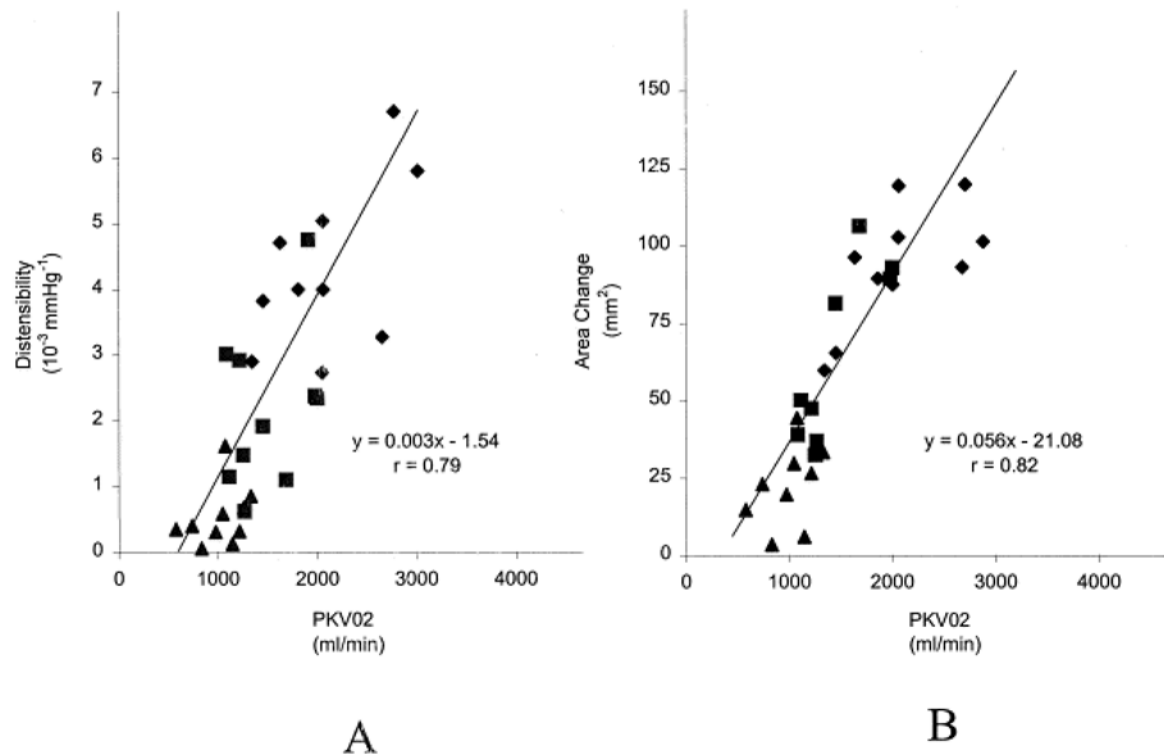 7
6
5
4
3
2
1
0
Distensibility
(10⁻³ mmHg⁻¹)
y = 0.003x - 1.54
r = 0.79
0 1000 2000 3000 4000
PKV02
(ml/min)
A
150
125
100
75
50
25
0
Area Change
(mm²)
y = 0.056x - 21.08
r = 0.82
0 1000 2000 3000 4000
PKV02
(ml/min)
B